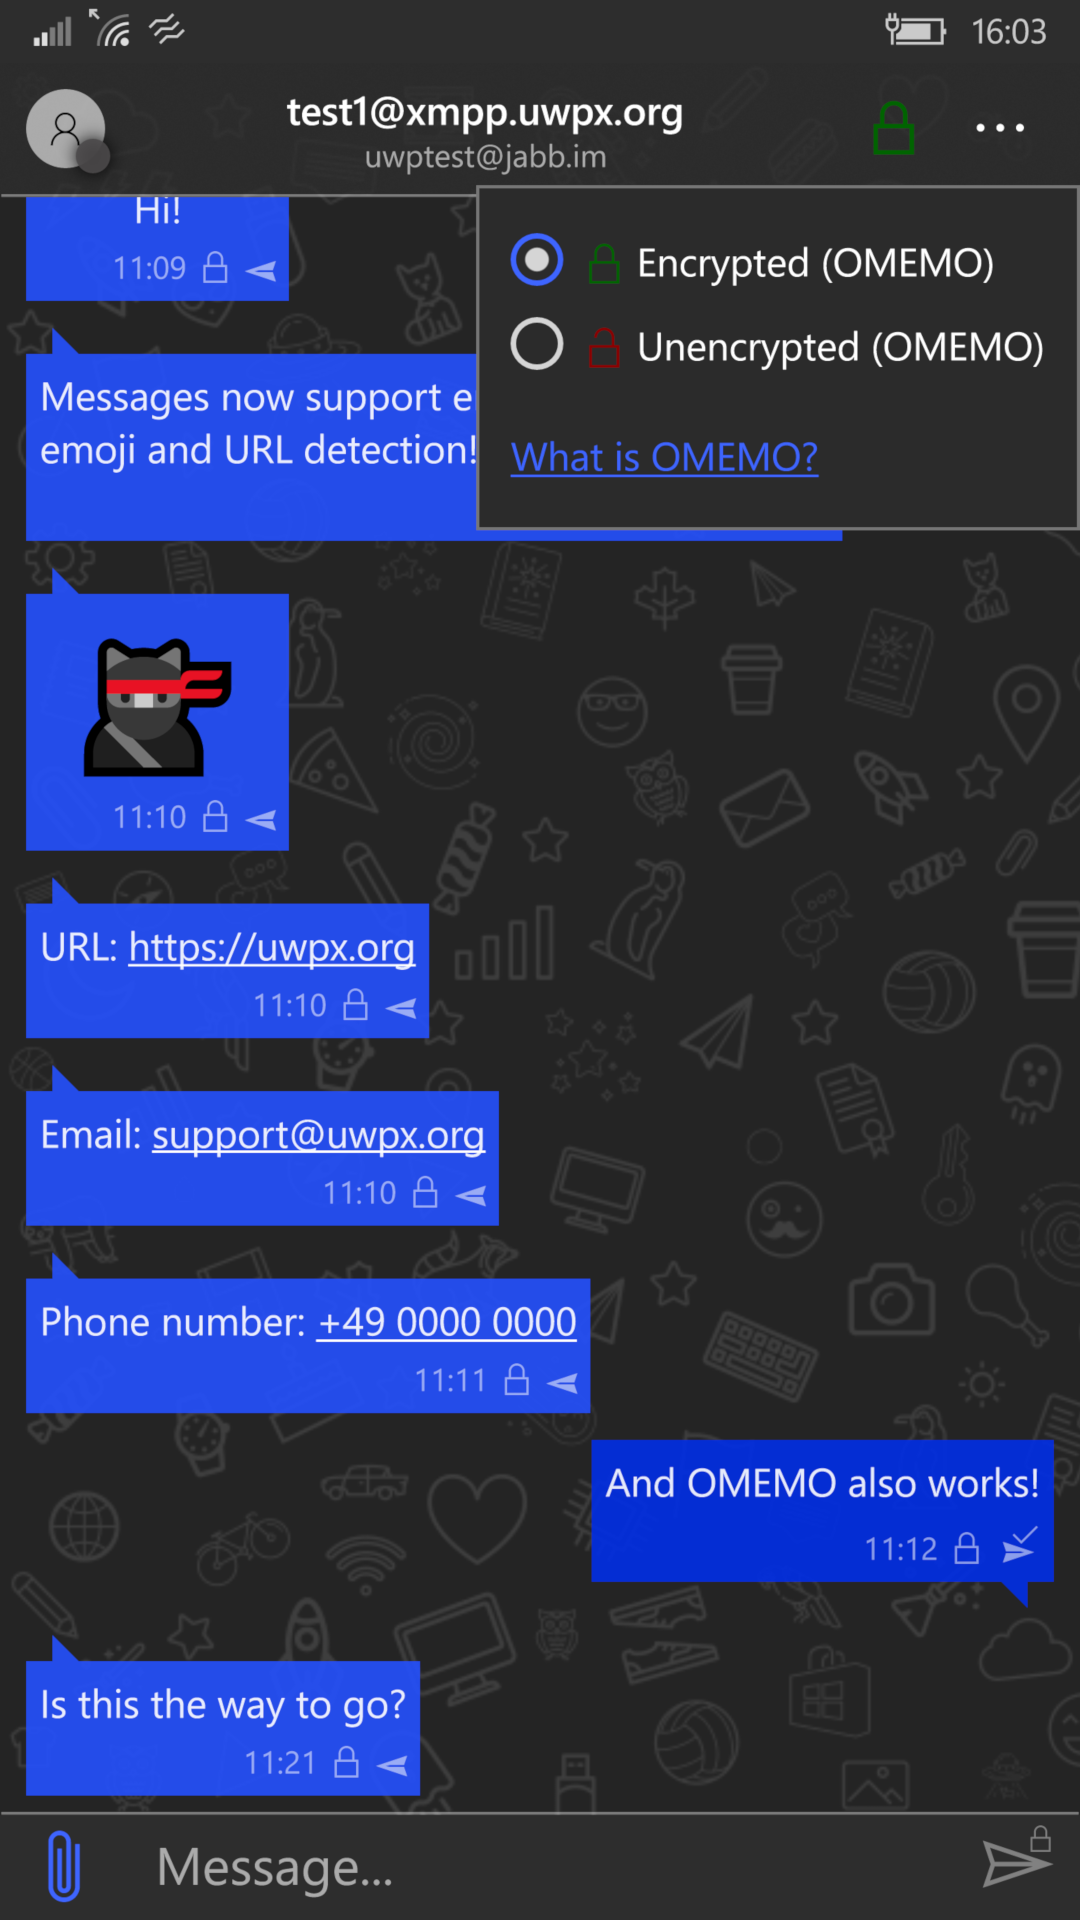 16:03
test1@xmpp.uwpx.org
uwptest@jabb.im
Encrypted (OMEMO)
Unencrypted (OMEMO)
What is OMEMO?
Hi!
11:09
Messages now support e
emoji and URL detection!
11:10
URL: https://uwpx.org
11:10
Email: support@uwpx.org
11:10
Phone number: +49 0000 0000
11:11
And OMEMO also works!
11:12
Is this the way to go?
11:21
Message...